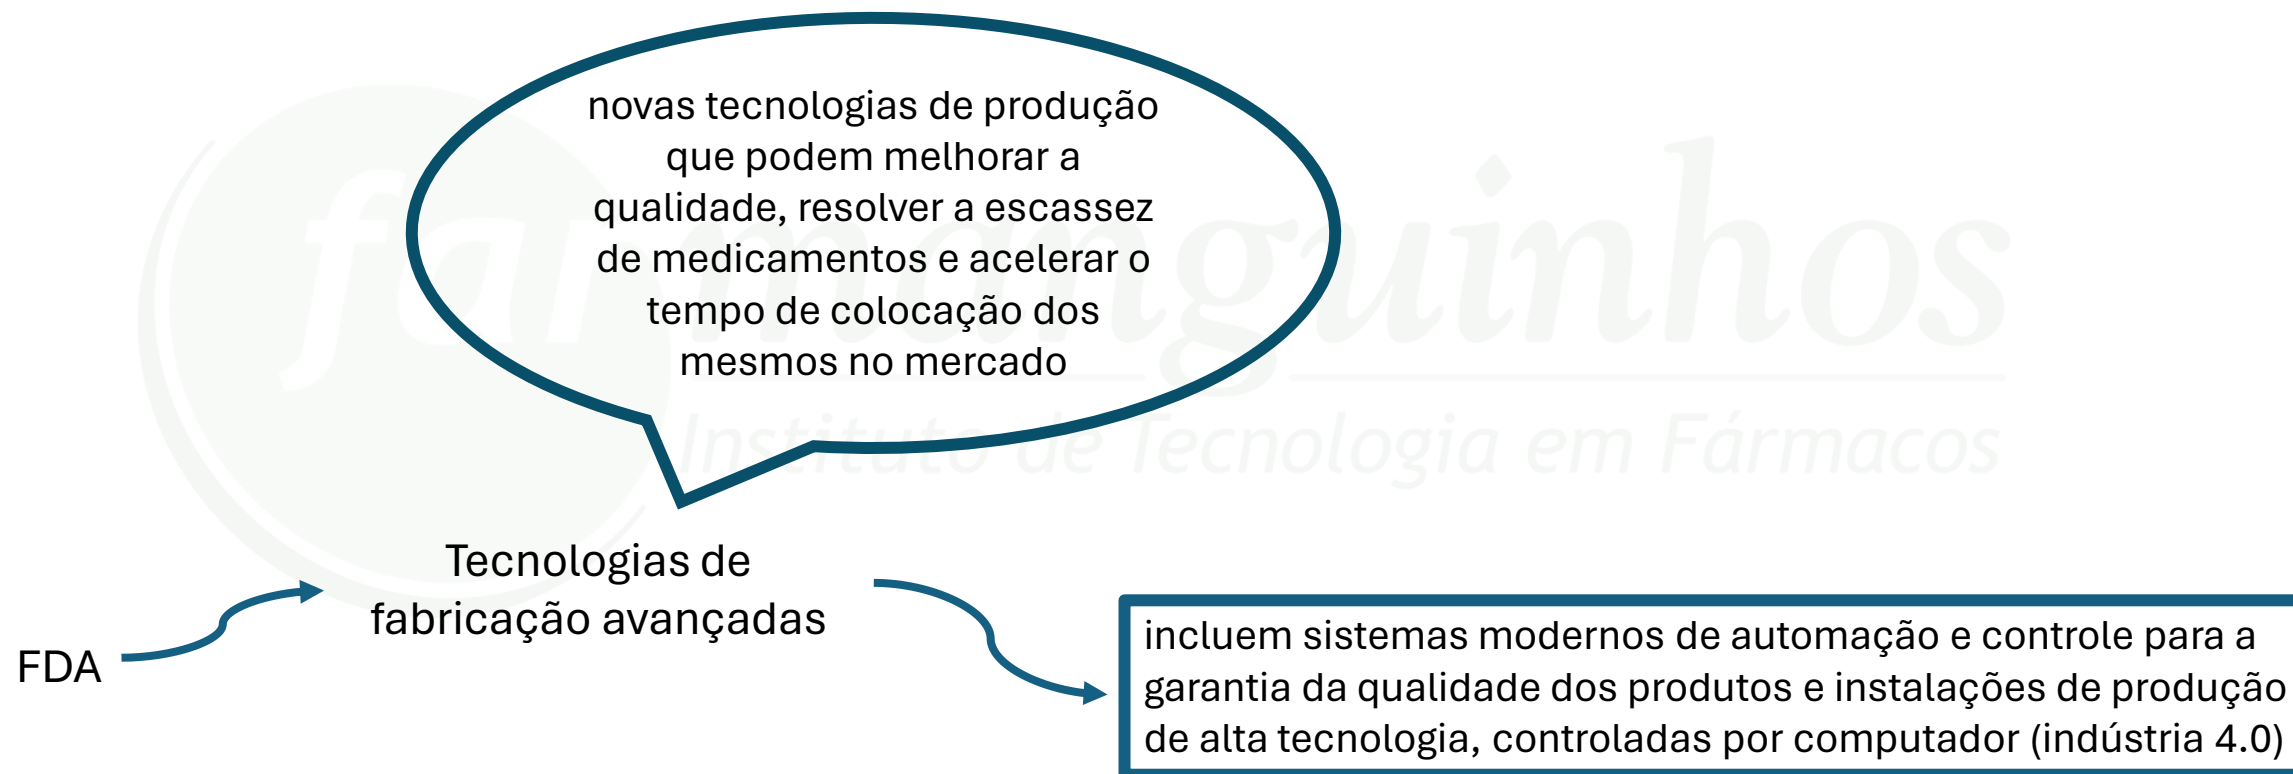 novas tecnologias de produção
que podem melhorar a
qualidade, resolver a escassez
de medicamentos e acelerar o
tempo de colocação dos
mesmos no mercado
farmanguinhos
Instituto de Tecnologia em Fármacos
Tecnologias de
fabricação avançadas
FDA
incluem sistemas modernos de automação e controle para a
garantia da qualidade dos produtos e instalações de produção
de alta tecnologia, controladas por computador (indústria 4.0)